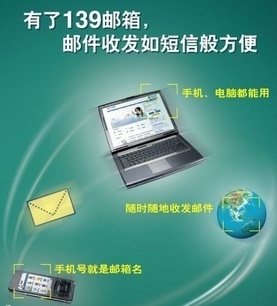 有了139邮箱,
邮件收发如短信般方便
手机、电脑都能用
随时随地收发邮件
手机号就是邮箱名